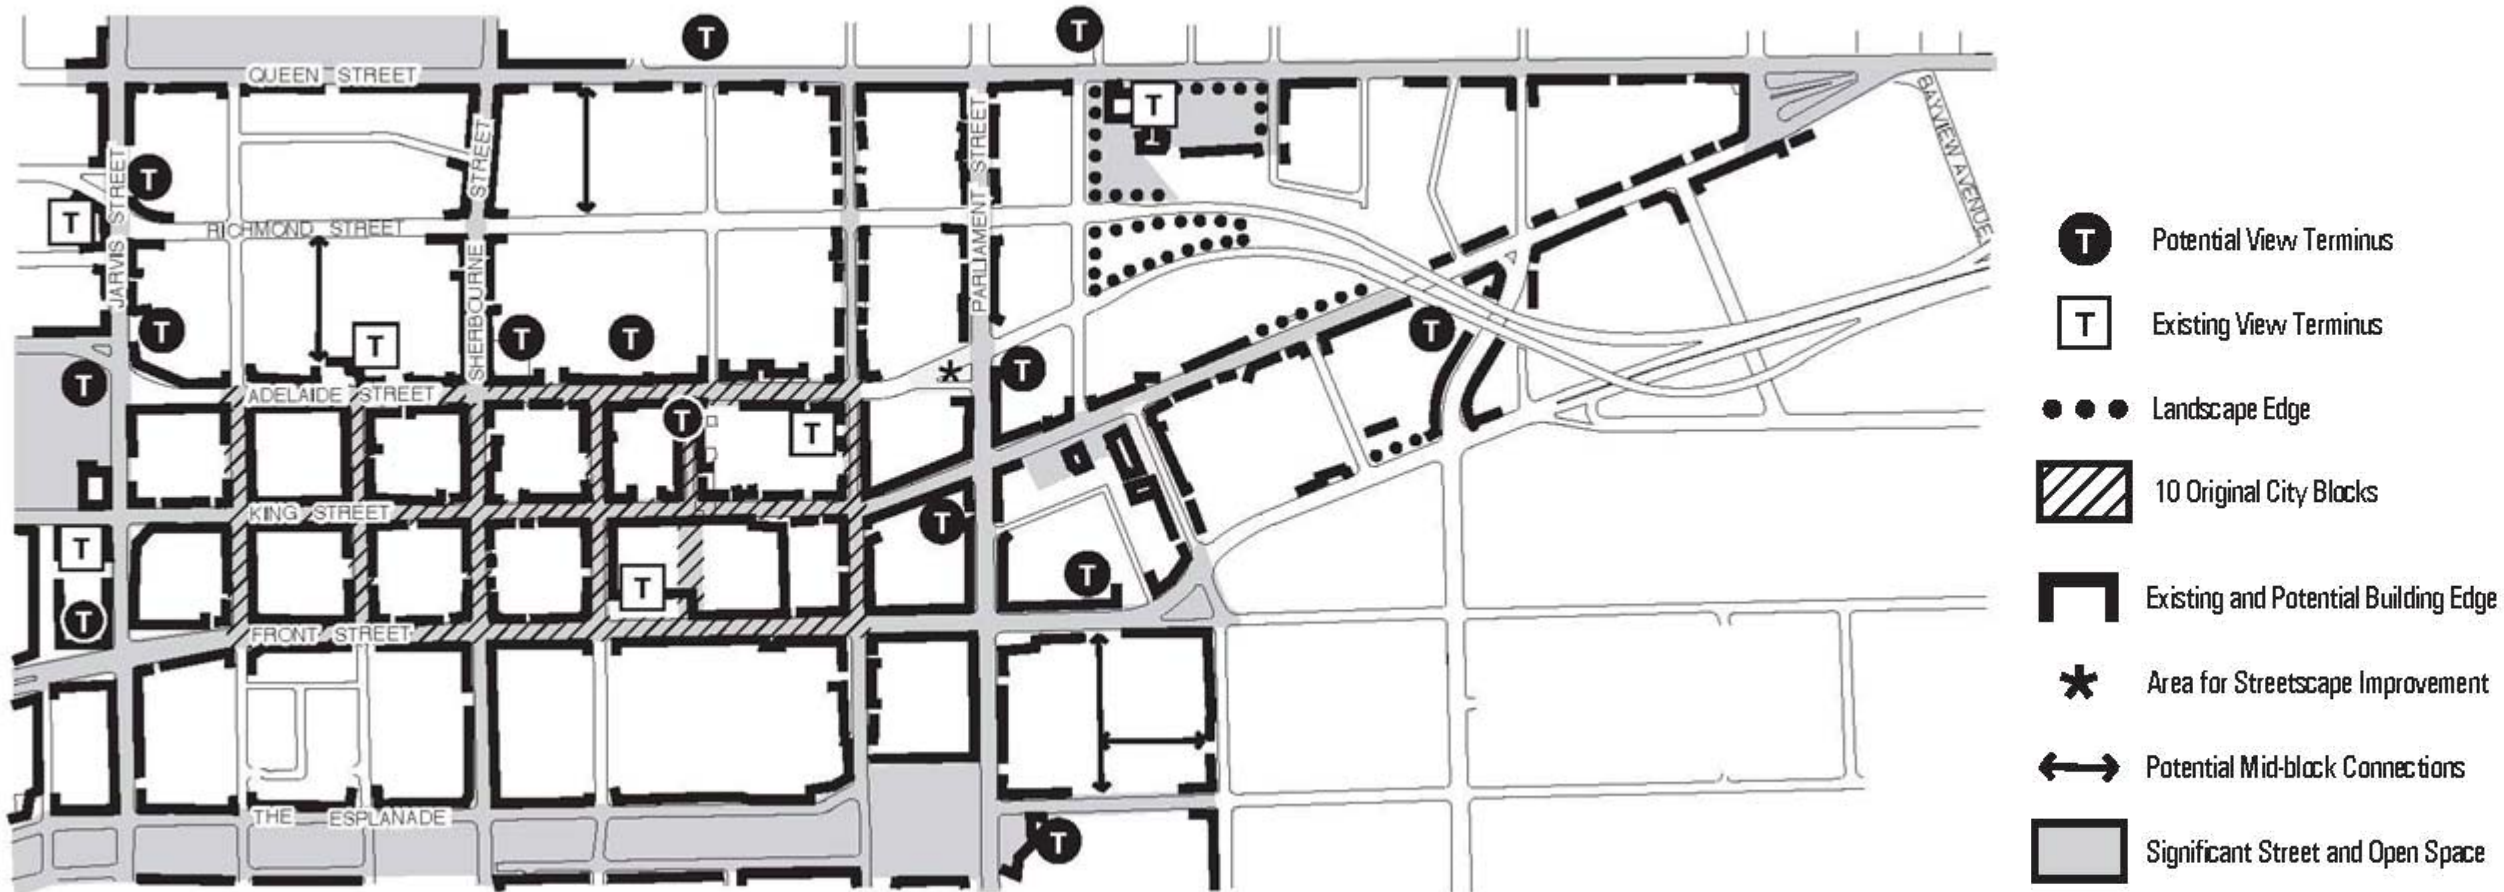 T
T
QUEEN STREET
BAYVIEW AVENUE
T
PARLIAMENT STREET
SHERBOURNE STREET
JARVIS STREET
T
T
RICHMOND STREET
T
T
T
T
T
T
T
ADELAIDE STREET
T
T
KING STREET
T
T
T
T
T
FRONT STREET
THE ESPLANADE
T
T Potential View Terminus
T Existing View Terminus
Landscape Edge
10 Original City Blocks
Existing and Potential Building Edge
Area for Streetscape Improvement
Potential Mid-block Connections
Significant Street and Open Space